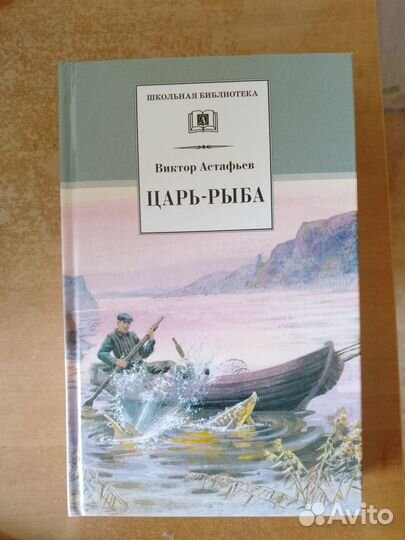 ШКОЛЬНАЯ БИБЛИОТЕКА
Виктор Астафьев
ЦАРЬ-РЫБА
Avito